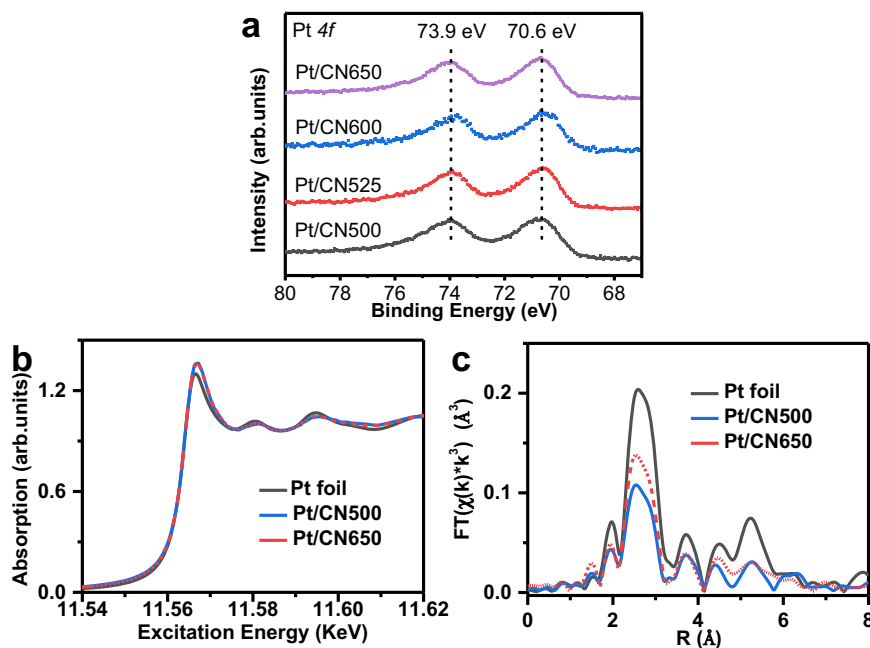 a
Pt 4f
73.9 eV 70.6 eV
Pt/CN650
Pt/CN600
Pt/CN525
Pt/CN500
Intensity (arb.units)
80 78 76 74 72 70 68
Binding Energy (eV)
b
Absorption (arb.units)
1.2
0.6
0.0
Pt foil
Pt/CN500
Pt/CN650
11.54 11.56 11.58 11.60 11.62
Excitation Energy (KeV)
c
FT(χ(k)*k³) (Å³)
0.2
0.1
0.0
Pt foil
Pt/CN500
Pt/CN650
0 2 4 6 8
R (Å)